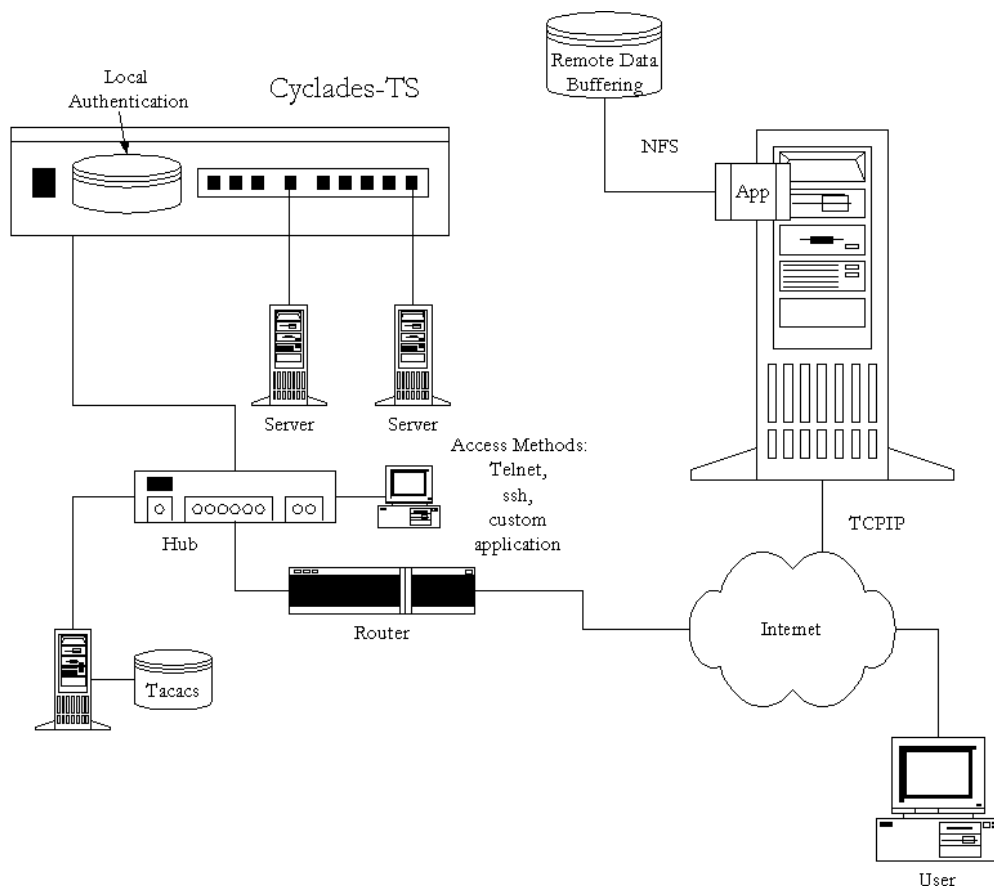 Local
Authentication
Cyclades-TS
Remote Data
Buffering
NFS
App
Server
Server
Access Methods:
Telnet,
ssh,
custom
application
Hub
TCPIP
Router
Internet
Tacacs
User